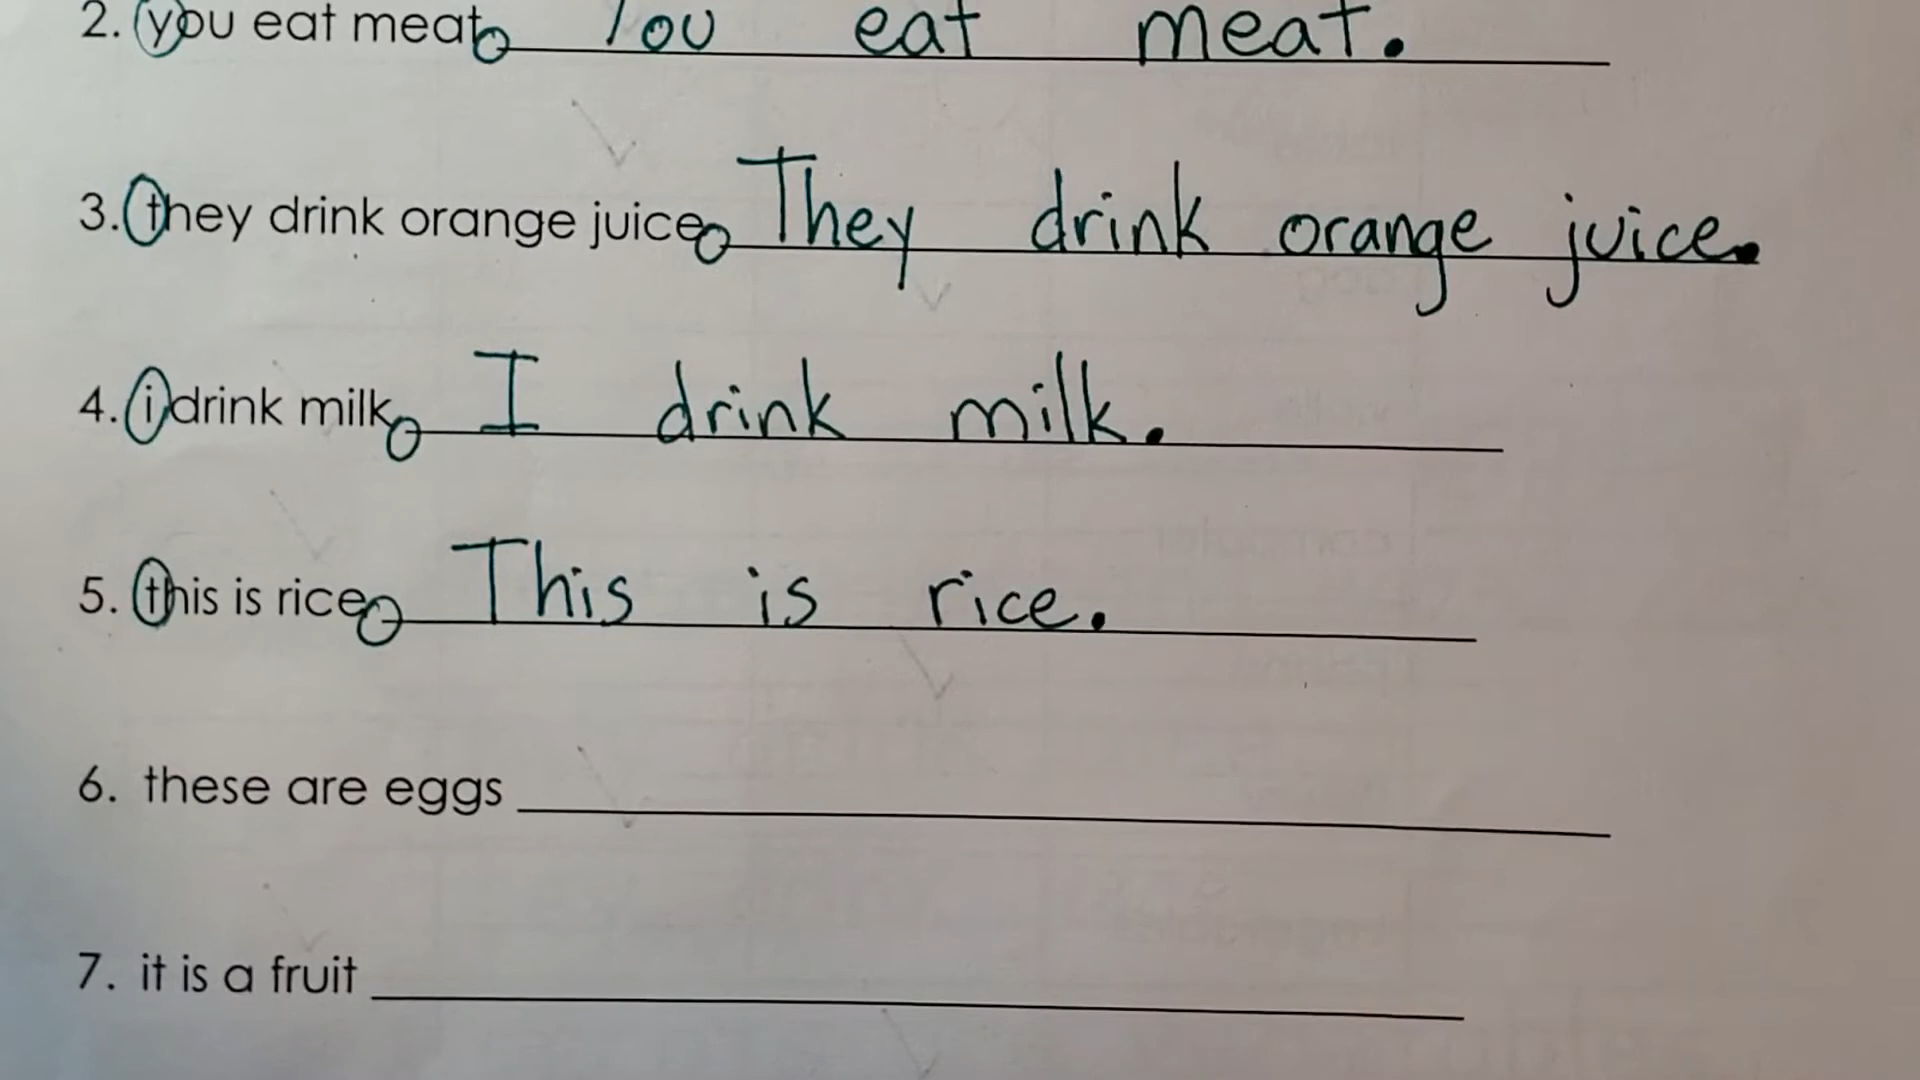 2. you eat meat You eat meat.
3. they drink orange juice They drink orange juice.
4. i drink milk I drink milk.
5. this is rice This is rice.
6. these are eggs
7. it is a fruit